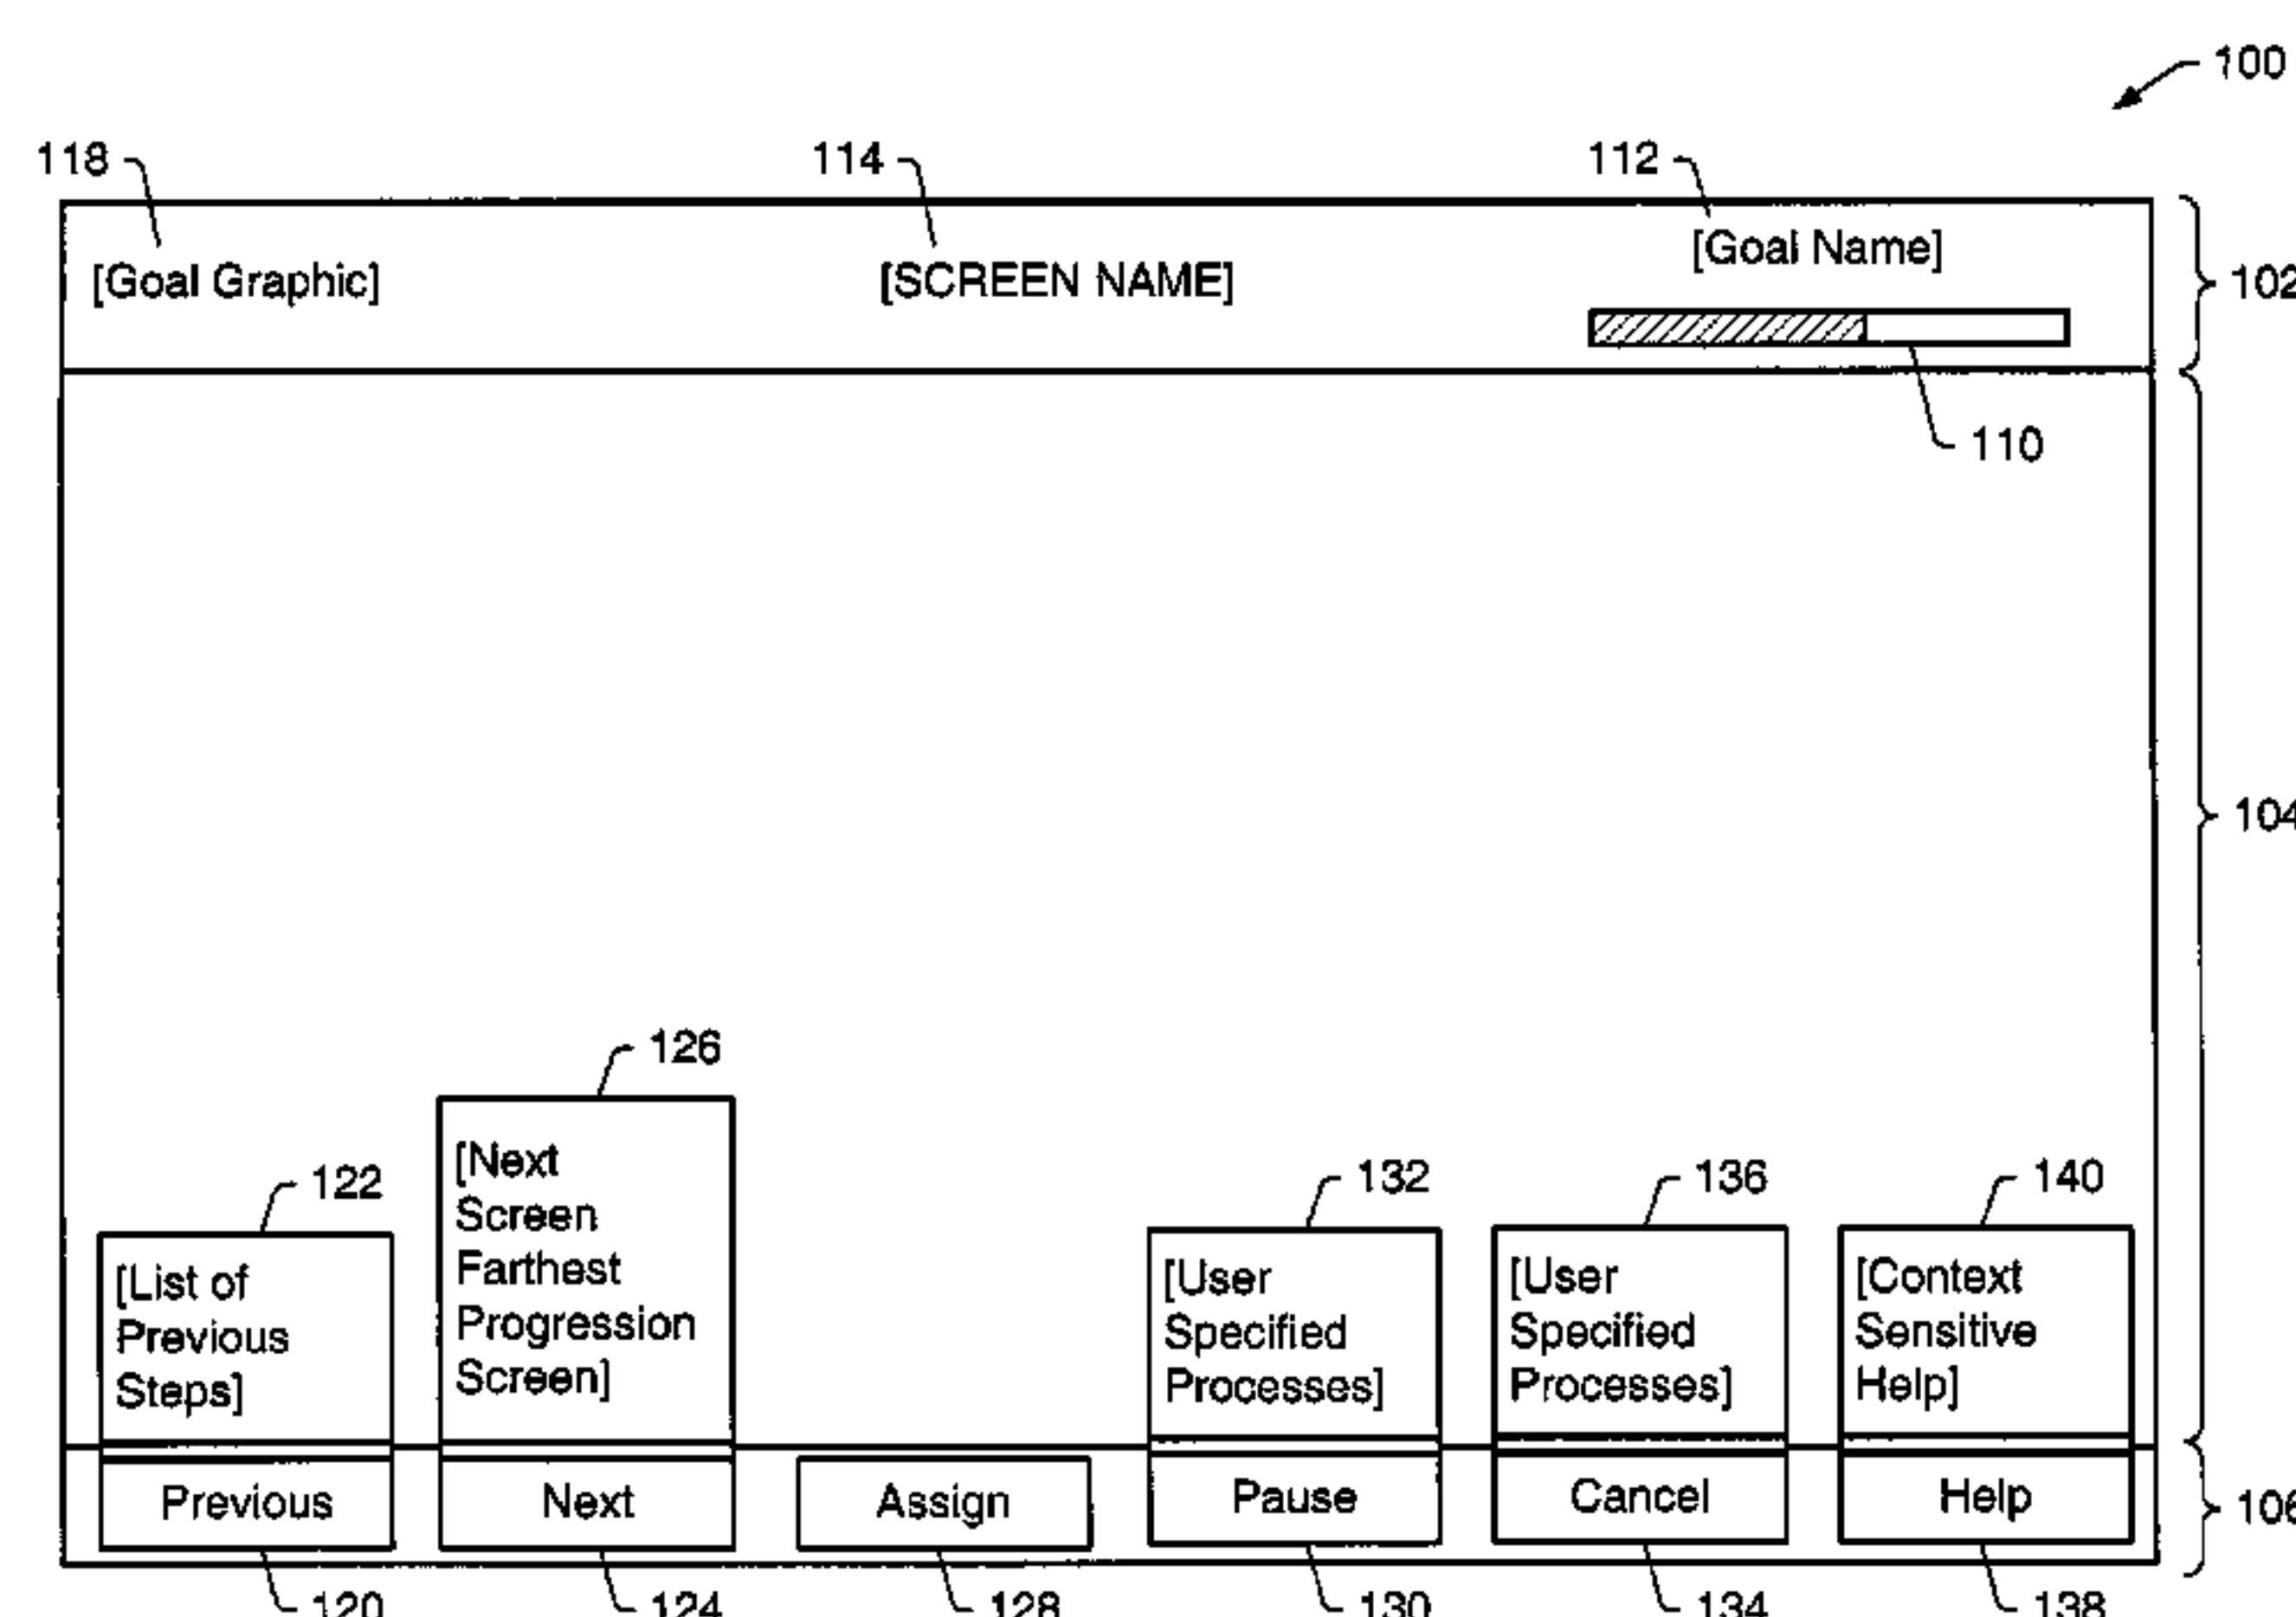 100
118
114
112
[Goal Graphic]
[SCREEN NAME]
[Goal Name]
102
110
104
126
[Next
Screen
Farthest
Progression
Screen]
122
[List of
Previous
Steps]
132
[User
Specified
Processes]
136
[User
Specified
Processes]
140
[Context
Sensitive
Help]
Previous
Next
Assign
Pause
Cancel
Help
106
120
124
128
130
134
138